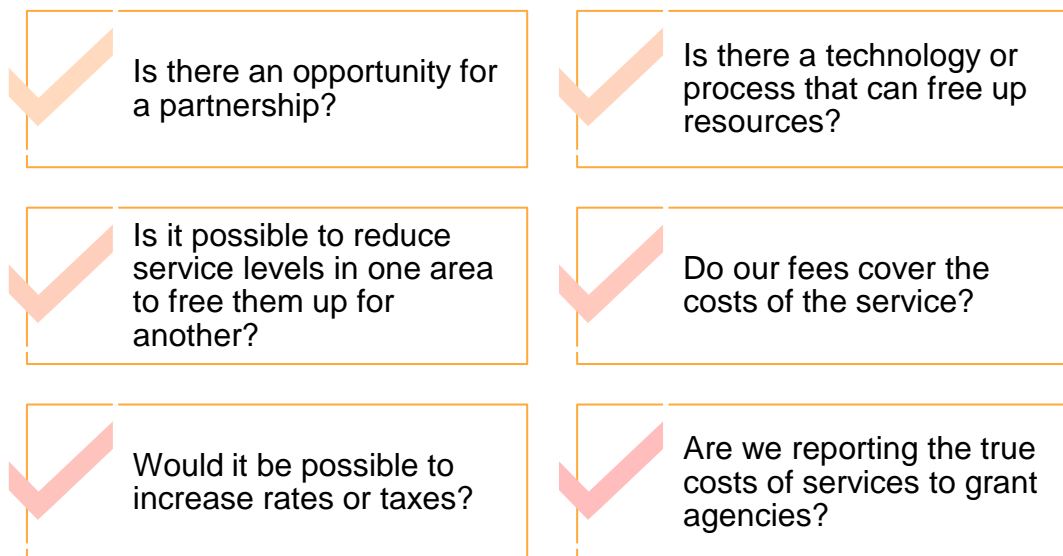 Is there an opportunity for
a partnership?
Is there a technology or
process that can free up
resources?
Is it possible to reduce
service levels in one area
to free them up for
another?
Do our fees cover the
costs of the service?
Would it be possible to
increase rates or taxes?
Are we reporting the true
costs of services to grant
agencies?